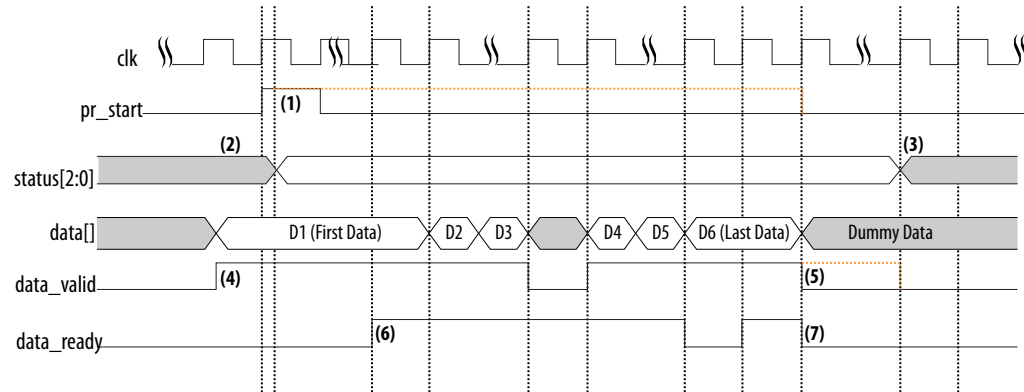 clk
pr_start (1)
(2) (3)
status[2:0]
data[] D1 (First Data) D2 D3 D4 D5 D6 (Last Data) Dummy Data
data_valid (4) (5)
data_ready (6) (7)